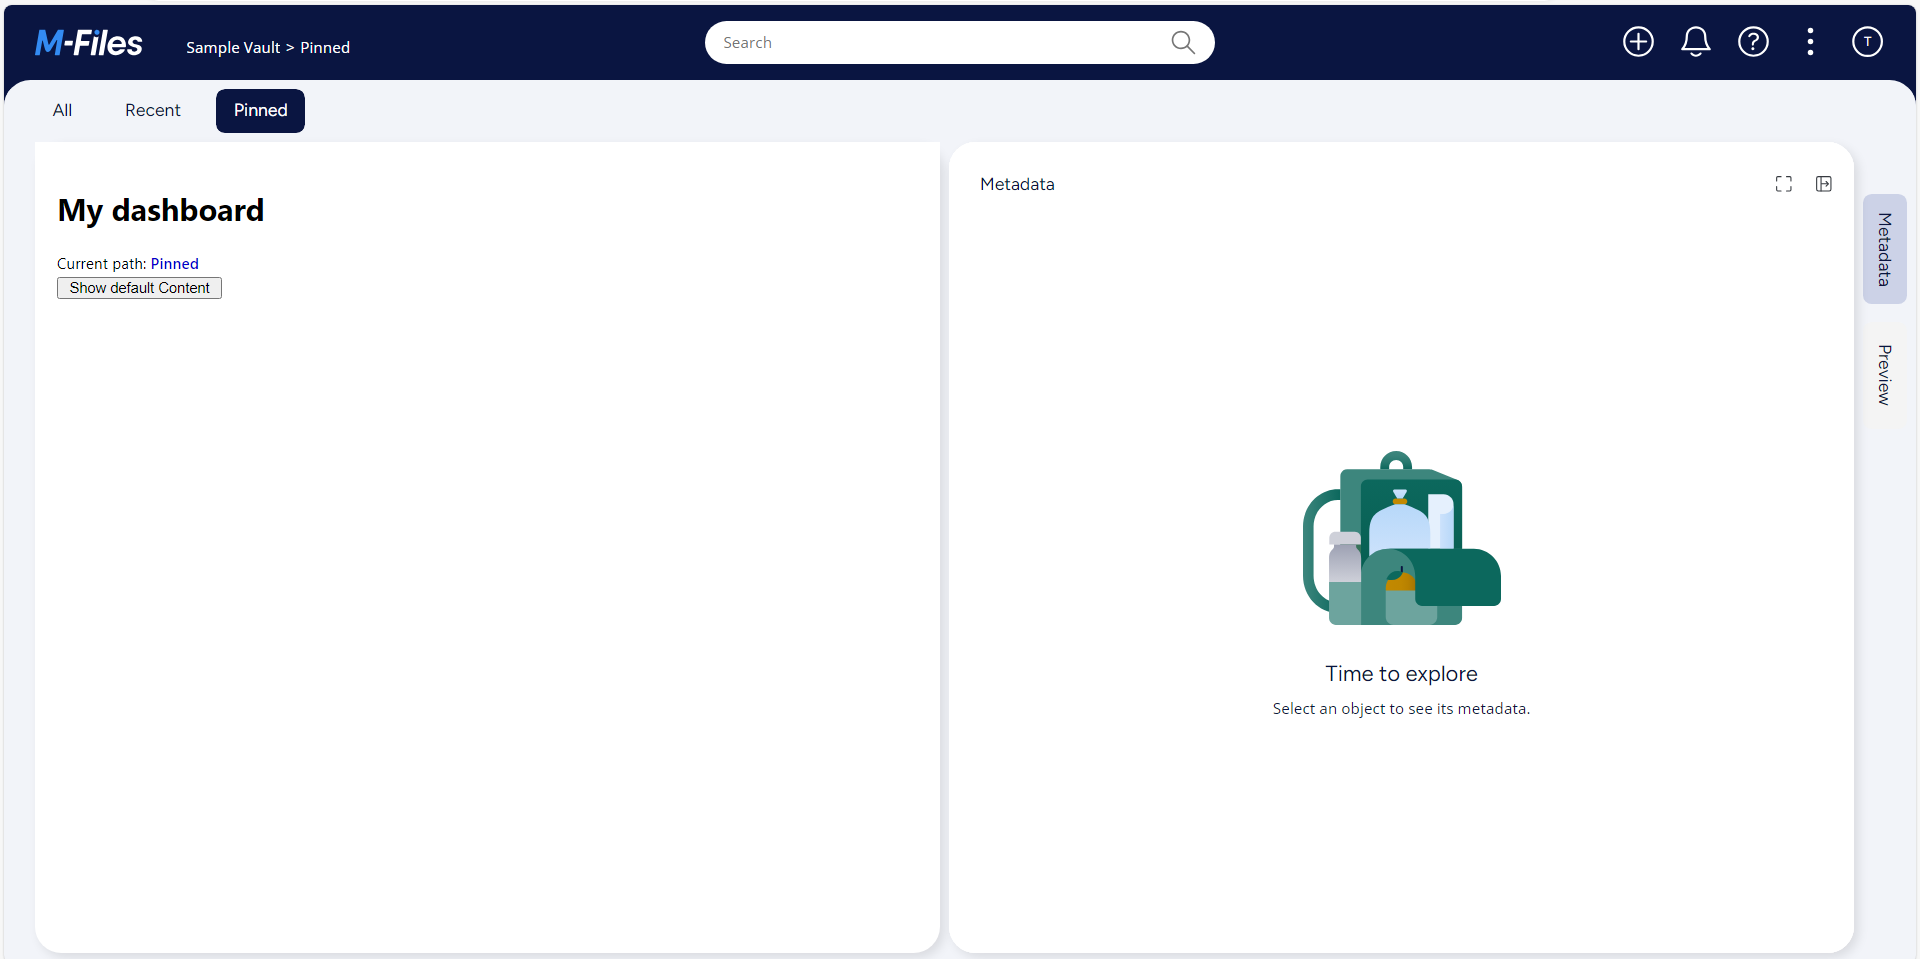 M-Files
Sample Vault > Pinned
Search
T
All
Recent
Pinned
My dashboard
Current path: Pinned
Show default Content
Metadata
Time to explore
Select an object to see its metadata.
Metadata
Preview